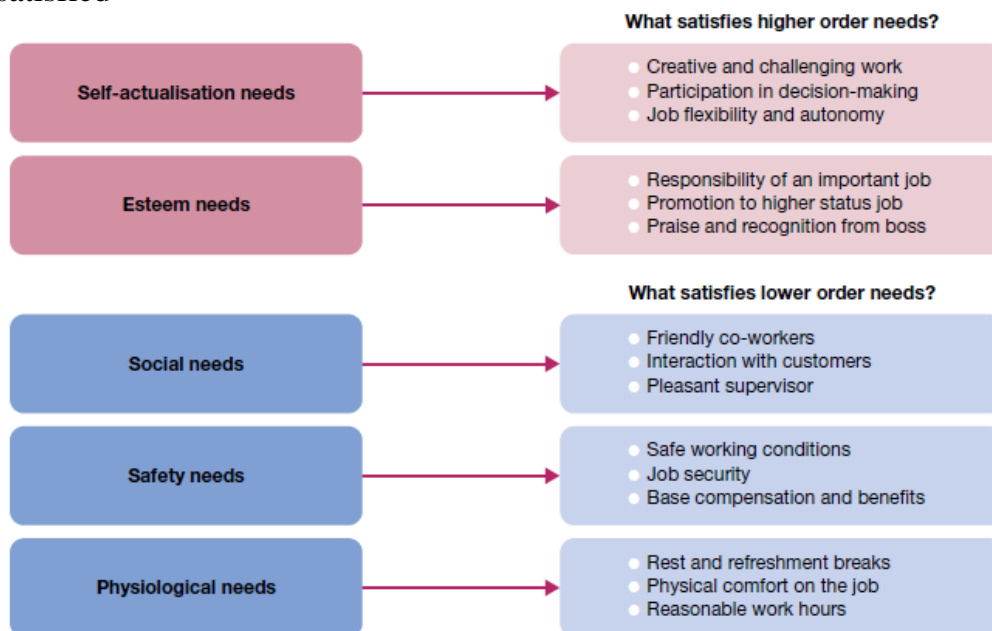 What satisfies higher order needs?
Self-actualisation needs
Creative and challenging work
Participation in decision-making
Job flexibility and autonomy
Esteem needs
Responsibility of an important job
Promotion to higher status job
Praise and recognition from boss
What satisfies lower order needs?
Social needs
Friendly co-workers
Interaction with customers
Pleasant supervisor
Safety needs
Safe working conditions
Job security
Base compensation and benefits
Physiological needs
Rest and refreshment breaks
Physical comfort on the job
Reasonable work hours